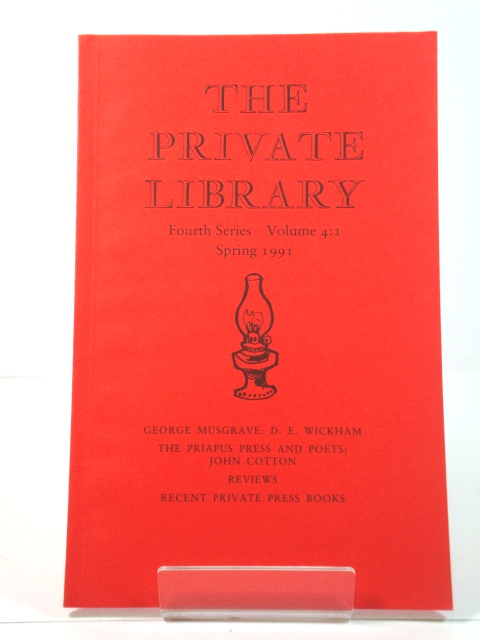 THE
PRIVATE
LIBRARY
Fourth Series Volume 4:1
Spring 1991
GEORGE MUSGRAVE: D. E. WICKHAM
THE PRIAPUS PRESS AND POETS:
JOHN COTTON
REVIEWS
RECENT PRIVATE PRESS BOOKS